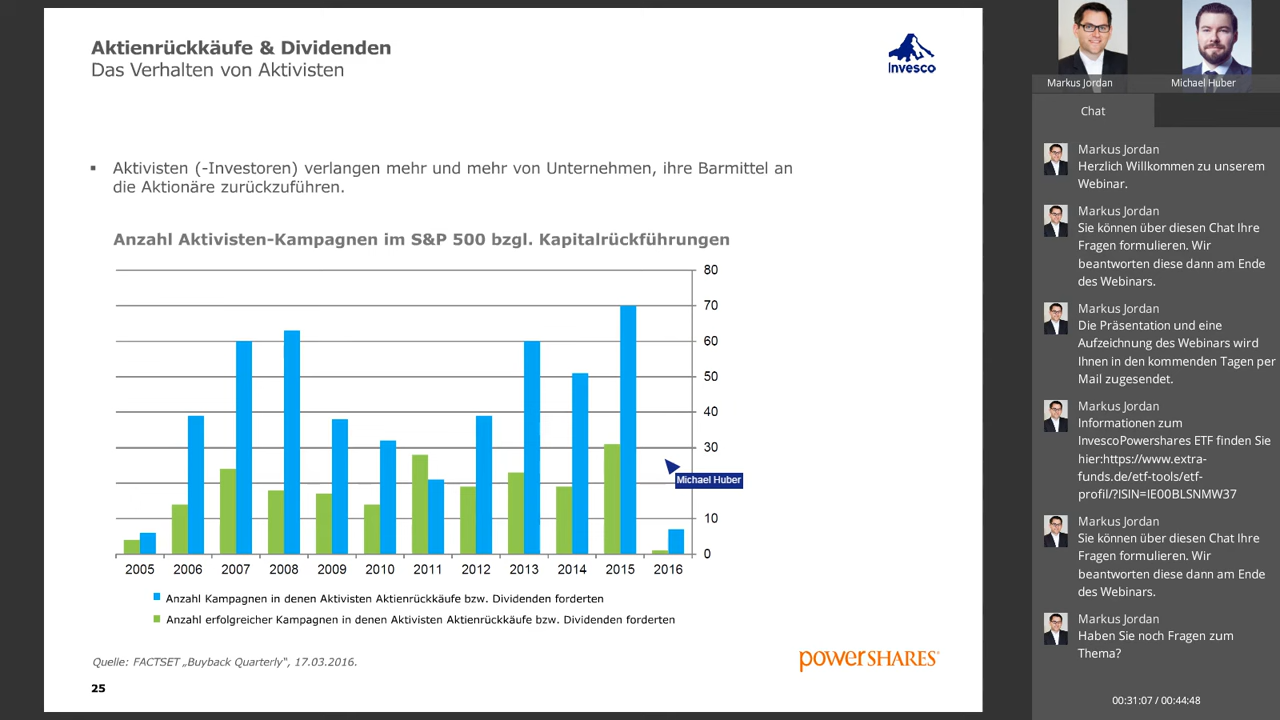 Aktienrückkäufe & Dividenden
Das Verhalten von Aktivisten
Invesco
▪ Aktivisten (-Investoren) verlangen mehr und mehr von Unternehmen, ihre Barmittel an
die Aktionäre zurückzuführen.
Anzahl Aktivisten-Kampagnen im S&P 500 bzgl. Kapitalrückführungen
80
70
60
50
40
30
10
0
Michael Huber
2005 2006 2007 2008 2009 2010 2011 2012 2013 2014 2015 2016
Anzahl Kampagnen in denen Aktivisten Aktienrückkäufe bzw. Dividenden forderten
Anzahl erfolgreicher Kampagnen in denen Aktivisten Aktienrückkäufe bzw. Dividenden forderten
Quelle: FACTSET „Buyback Quarterly“, 17.03.2016.
powerSHARES®
25
Markus Jordan
Michael Huber
Chat
Markus Jordan
Herzlich Willkommen zu unserem
Webinar.
Markus Jordan
Sie können über diesen Chat Ihre
Fragen formulieren. Wir
beantworten diese dann am Ende
des Webinars.
Markus Jordan
Die Präsentation und eine
Aufzeichnung des Webinars wird
Ihnen in den kommenden Tagen per
Mail zugesendet.
Markus Jordan
Informationen zum
InvescoPowershares ETF finden Sie
hier:https://www.extra-
funds.de/etf-tools/etf-
profil/?ISIN=IE00BLSNMW37
Markus Jordan
Sie können über diesen Chat Ihre
Fragen formulieren. Wir
beantworten diese dann am Ende
des Webinars.
Markus Jordan
Haben Sie noch Fragen zum
Thema?
00:31:07 / 00:44:48